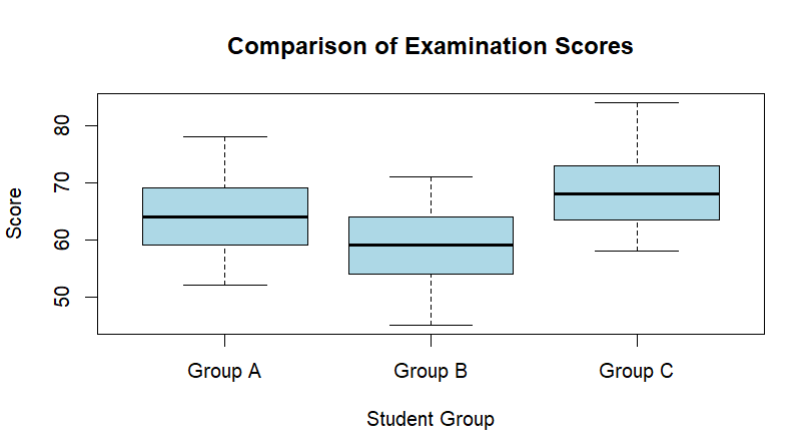 Comparison of Examination Scores
Score
80
70
60
50
Group A
Group B
Group C
Student Group